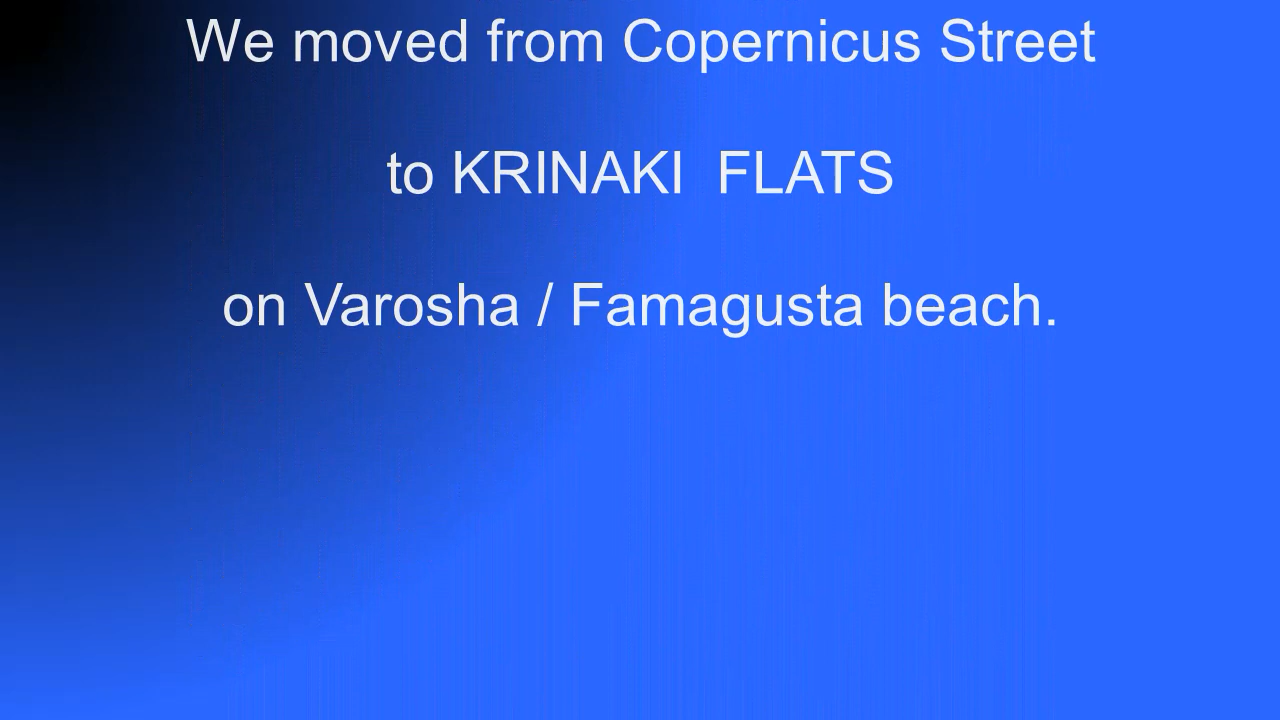 We moved from Copernicus Street
to KRINAKI  FLATS
on Varosha / Famagusta beach.